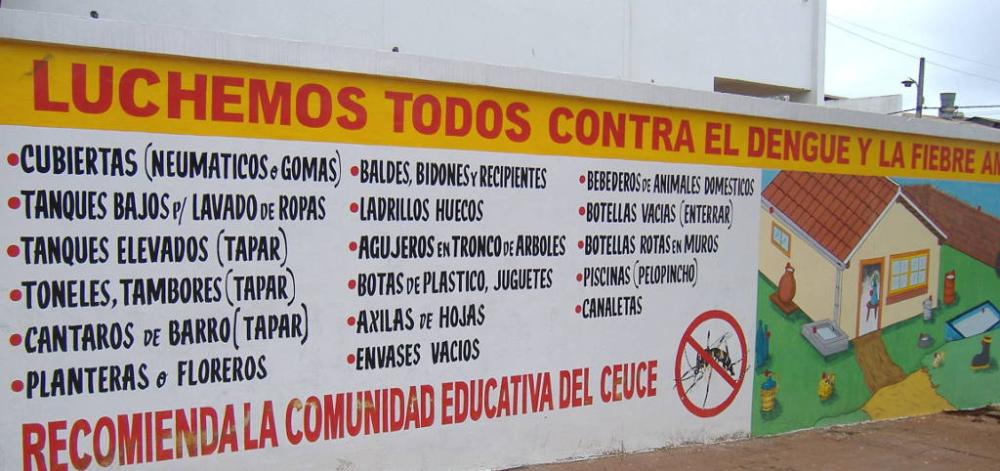 LUCHEMOS TODOS CONTRA EL DENGUE Y LA FIEBRE
•CUBIERTAS (NEUMATICOS o GOMAS)
•TANQUES BAJOS P/ LAVADO DE ROPAS
•TANQUES ELEVADOS (TAPAR)
•TONELES, TAMBORES (TAPAR)
•CANTAROS DE BARRO (TAPAR)
•PLANTERAS o FLOREROS
•BALDES, BIDONES Y RECIPIENTES
•LADRILLOS HUECOS
•AGUJEROS EN TRONCO DE ARBOLES
•BOTAS DE PLASTICO, JUGUETES
•AXILAS DE HOJAS
•ENVASES VACIOS
•BEBEDEROS DE ANIMALES DOMESTICOS
•BOTELLAS VACIAS (ENTERRAR)
•BOTELLAS ROTAS EN MUROS
•PISCINAS (PELOPINCHO)
•CANALETAS
RECOMIENDA LA COMUNIDAD EDUCATIVA DEL CEUCE